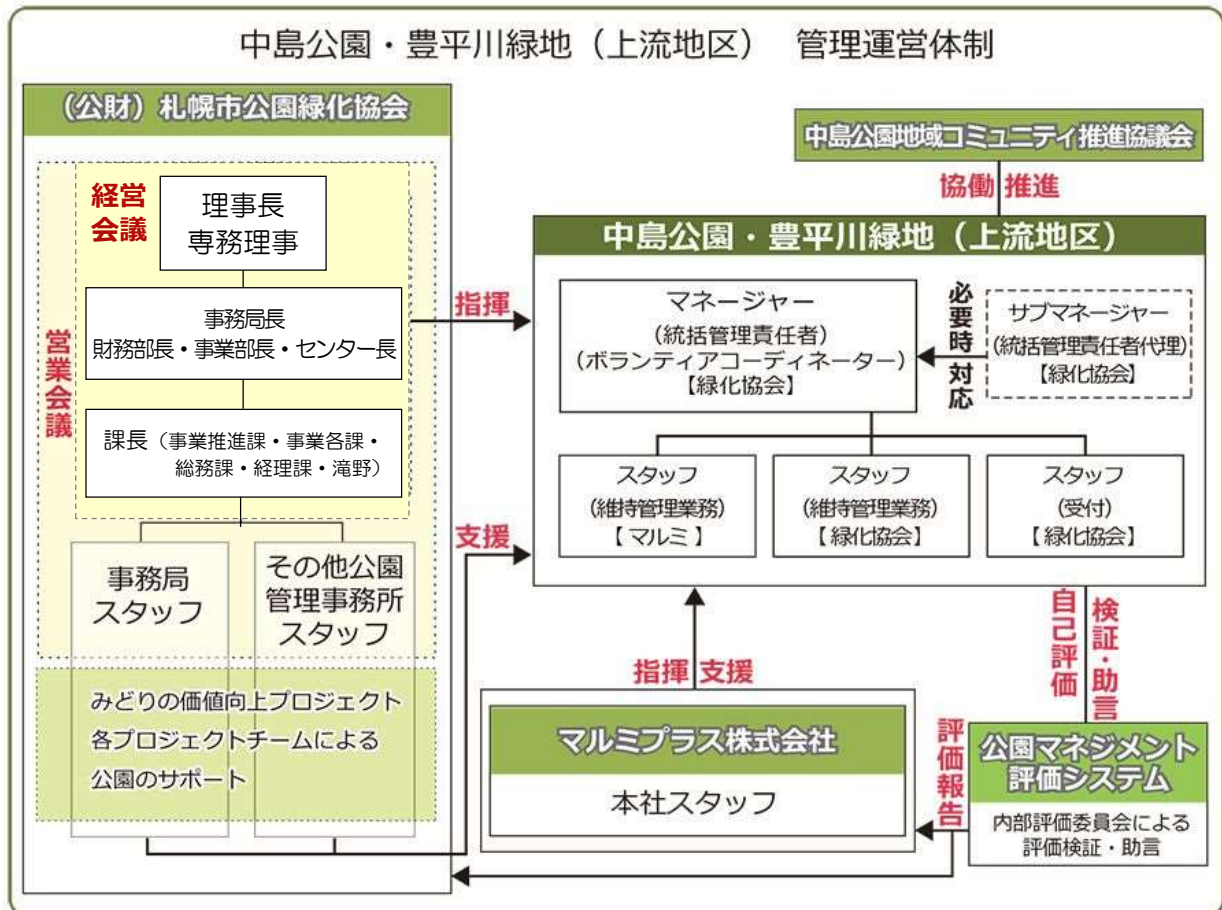 中島公園・豊平川緑地（上流地区）　管理運営体制
（公財）札幌市公園緑化協会
経営
会議
理事長
専務理事
事務局長
財務部長・事業部長・センター長
営業会議
課長（事業推進課・事業各課・
総務課・経理課・滝野）
事務局
スタッフ
その他公園
管理事務所
スタッフ
みどりの価値向上プロジェクト
各プロジェクトチームによる
公園のサポート
指揮
支援
中島公園地域コミュニティ推進協議会
協働 推進
中島公園・豊平川緑地（上流地区）
マネージャー
（統括管理責任者）
（ボランティアコーディネーター）
【緑化協会】
必要時
対応
サブマネージャー
（統括管理責任者代理）
【緑化協会】
スタッフ
（維持管理業務）
【マルミ】
スタッフ
（維持管理業務）
【緑化協会】
スタッフ
（受付）
【緑化協会】
指揮 支援
マルミプラス株式会社
本社スタッフ
自己評価
検証・助言
評価報告
公園マネジメント
評価システム
内部評価委員会による
評価検証・助言